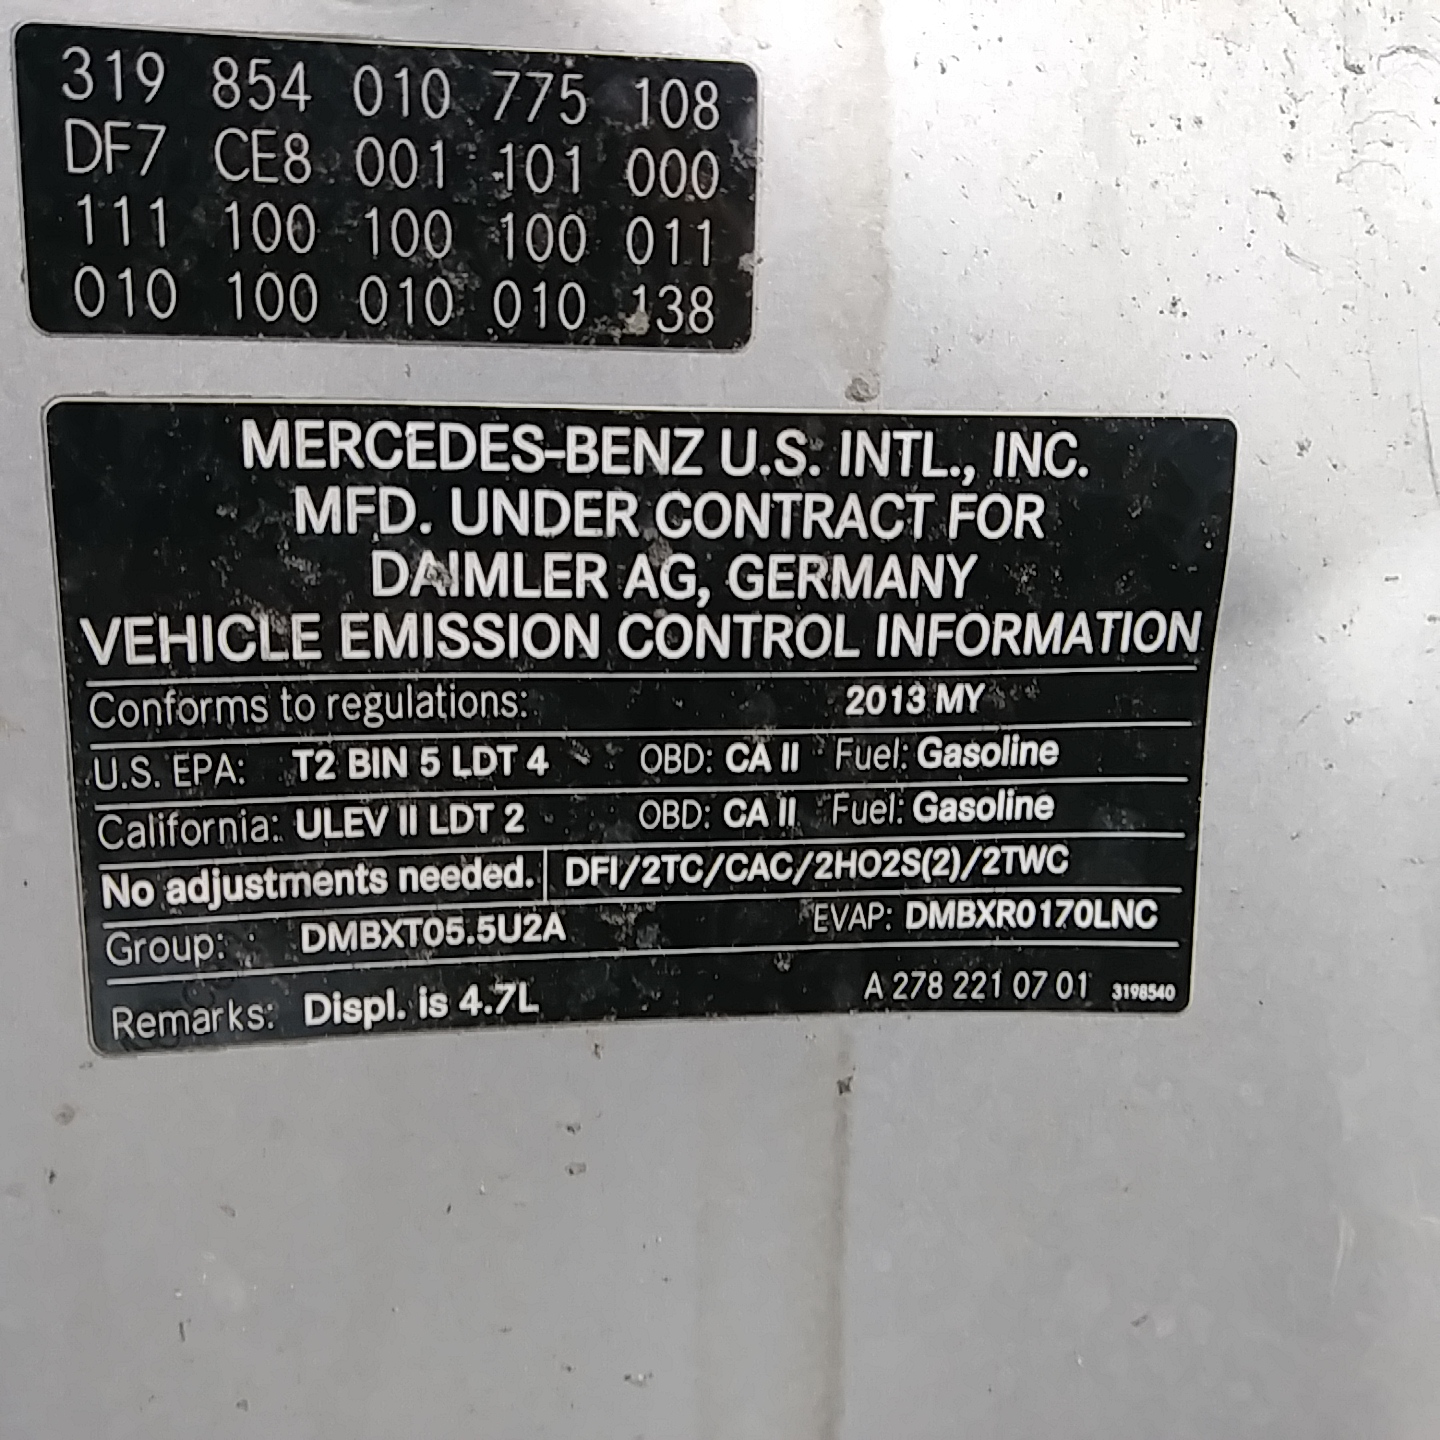 319 854 010 775 108
DF7 CE8 001 101 000
111 100 100 100 011
010 100 010 010 138
MERCEDES-BENZ U.S. INTL., INC.
MFD. UNDER CONTRACT FOR
DAIMLER AG, GERMANY
VEHICLE EMISSION CONTROL INFORMATION
Conforms to regulations: 2013 MY
U.S. EPA: T2 BIN 5 LDT 4 OBD: CA II Fuel: Gasoline
California: ULEV II LDT 2 OBD: CA II Fuel: Gasoline
No adjustments needed. DFI/2TC/CAC/2HO2S(2)/2TWC
Group: DMBXT05.5U2A EVAP: DMBXR0170LNC
Remarks: Displ. is 4.7L A 278 221 07 01 3198540